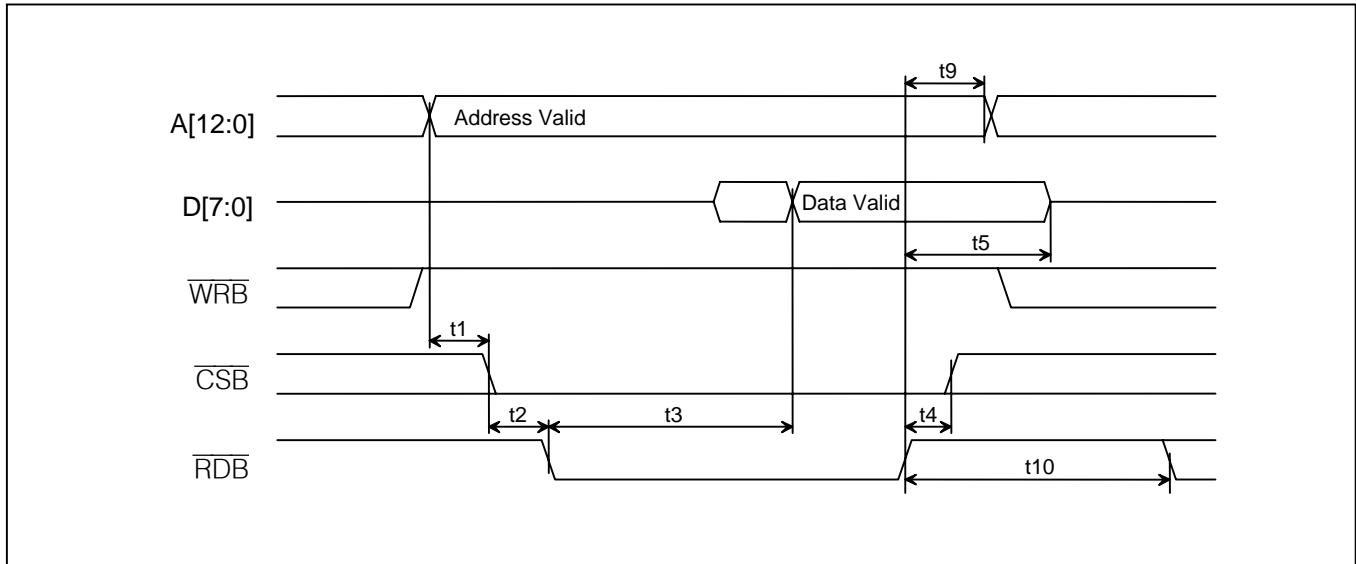 t9
A[12:0] Address Valid
D[7:0] Data Valid
t5
WRB
t1
CSB
t2 t3 t4
RDB
t10